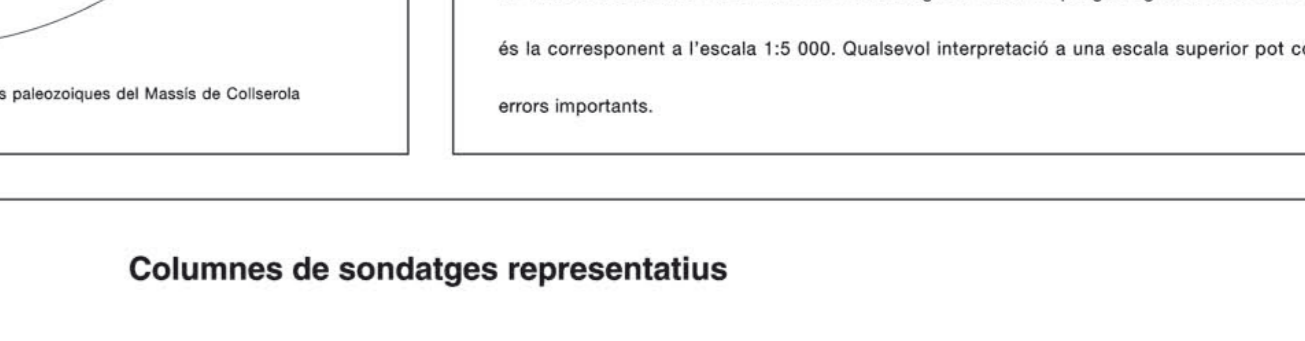 és la corresponent a l'escala 1:5 000. Qualsevol interpretació a una escala superior pot
s paleozoiques del Massís de Collserola
errors importants.
Columnes de sondatges representatius